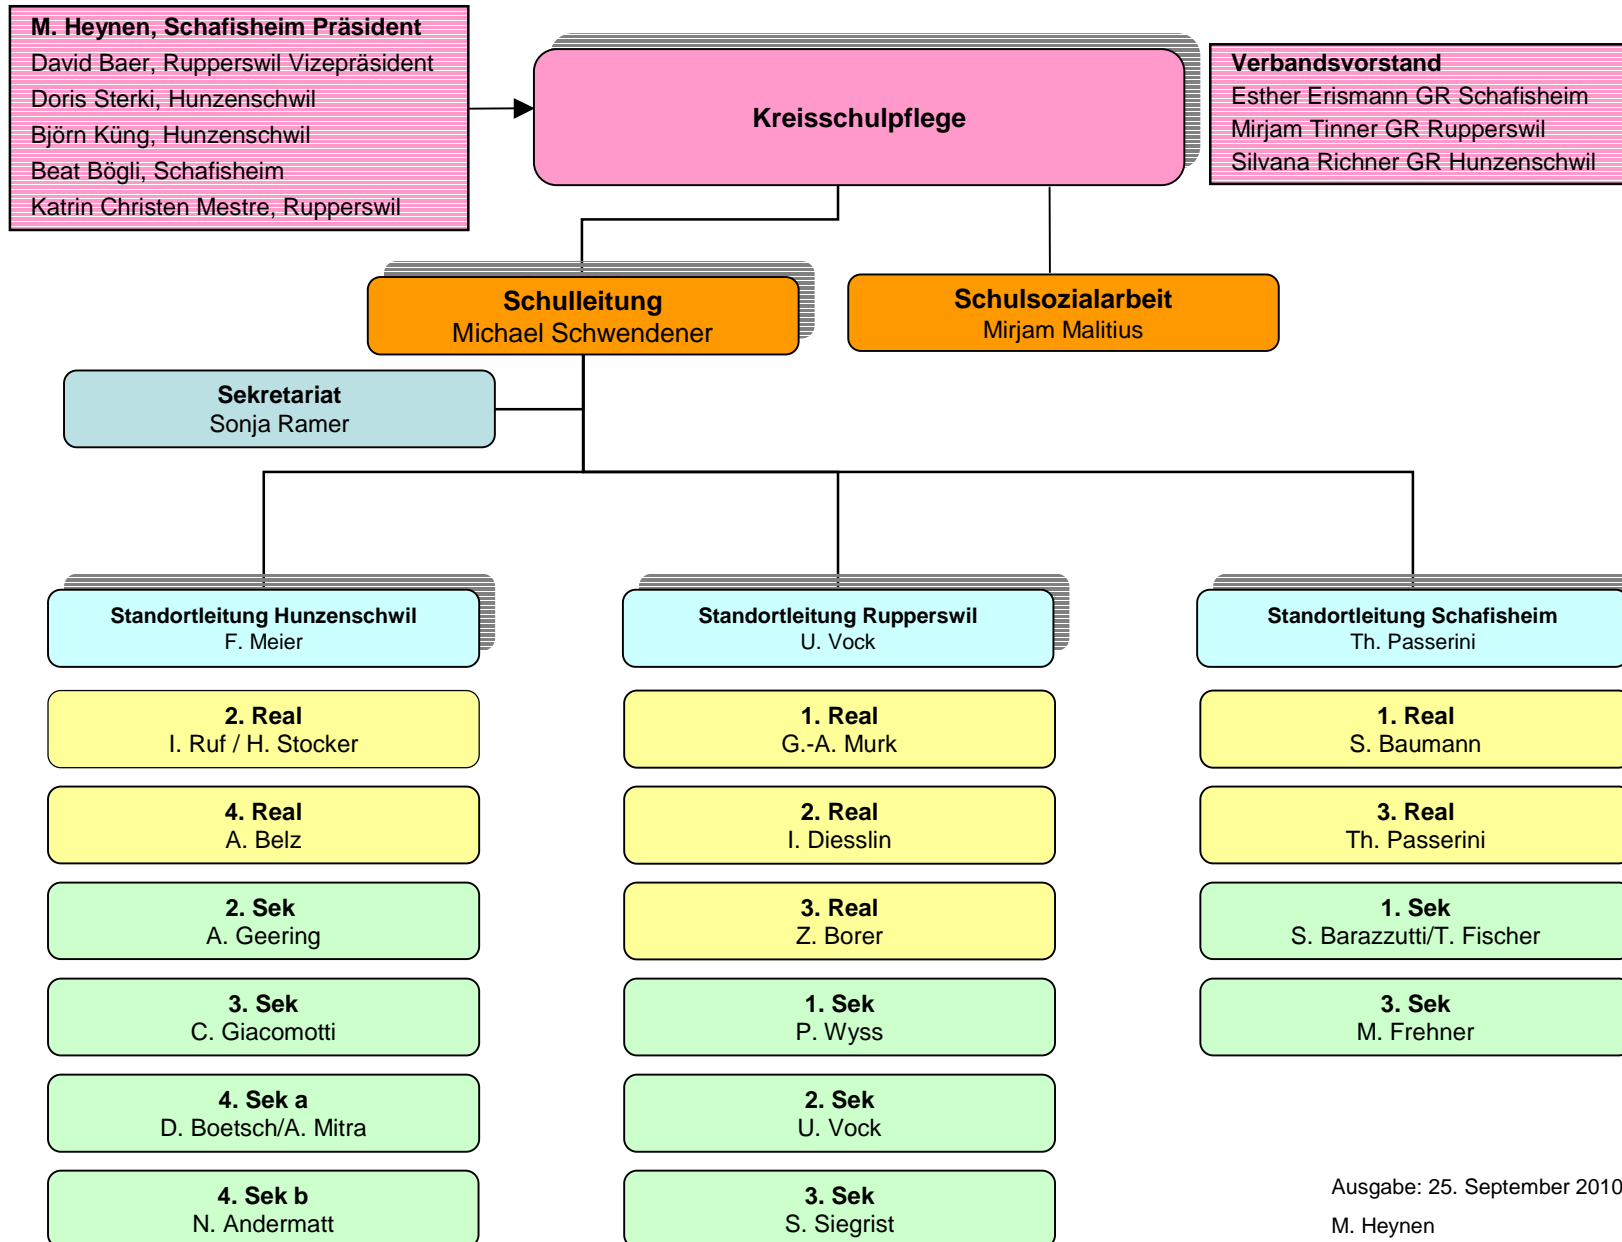 M. Heynen, Schafisheim Präsident
David Baer, Rupperswil Vizepräsident
Doris Sterki, Hunzenschwil
Björn Küng, Hunzenschwil
Beat Bögli, Schafisheim
Katrin Christen Mestre, Rupperswil
Kreisschulpflege
Verbandsvorstand
Esther Erismann GR Schafisheim
Mirjam Tinner GR Rupperswil
Silvana Richner GR Hunzenschwil
Schulleitung
Michael Schwendener
Schulsozialarbeit
Mirjam Malitius
Sekretariat
Sonja Ramer
Standortleitung Hunzenschwil
F. Meier
2. Real
I. Ruf / H. Stocker
4. Real
A. Belz
2. Sek
A. Geering
3. Sek
C. Giacomotti
4. Sek a
D. Boetsch/A. Mitra
4. Sek b
N. Andermatt
Standortleitung Rupperswil
U. Vock
1. Real
G.-A. Murk
2. Real
I. Diesslin
3. Real
Z. Borer
1. Sek
P. Wyss
2. Sek
U. Vock
3. Sek
S. Siegrist
Standortleitung Schafisheim
Th. Passerini
1. Real
S. Baumann
3. Real
Th. Passerini
1. Sek
S. Barazzutti/T. Fischer
3. Sek
M. Frehner
Ausgabe: 25. September 2010
M. Heynen